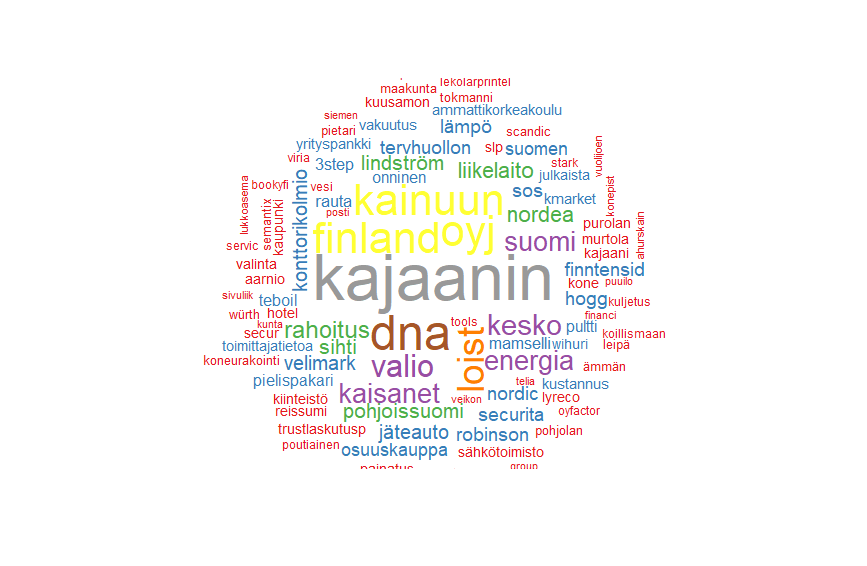 lekolarprintel
maakunta
tokmanni
kuusamon
ammattikorkeakoulu
siemen
pietari
vakuutus
lämpö
scandic
vuolijoen
yrityspankki
tervhuollon
slp
suomen
viria
3step
lindström
liikelaito
stark
julkaista
bookyfi
vesi
onninen
sos
kmarket
konepist
lukkoasema
semantix
kaupunki
konttorikolmio
rauta
posti
kainuun
nordea
purolan
ahurskain
servic
finland
oyj
suomi
murtola
kajaani
valinta
aarnio
kajaanin
finntensid
kone
puuilo
sivuliik
teboil
hogg
kuljetus
würth
hotel
financi
kunta
secur
rahoitus
dna
tools
kesko
pultti
koillismaan
toimittajatietoa
sihti
loist
mamselli
wihuri
leipä
koneurakointi
velimark
valio
energia
ämmän
pielispakari
telia
kustannus
kiinteistö
kaisanet
veikon
nordic
lyreco
reissumi
pohjoissuomi
securita
oyfactor
trustlaskutusp
jäteauto
robinson
pohjolan
poutiainen
osuuskauppa
sähkötoimisto
painatus
group